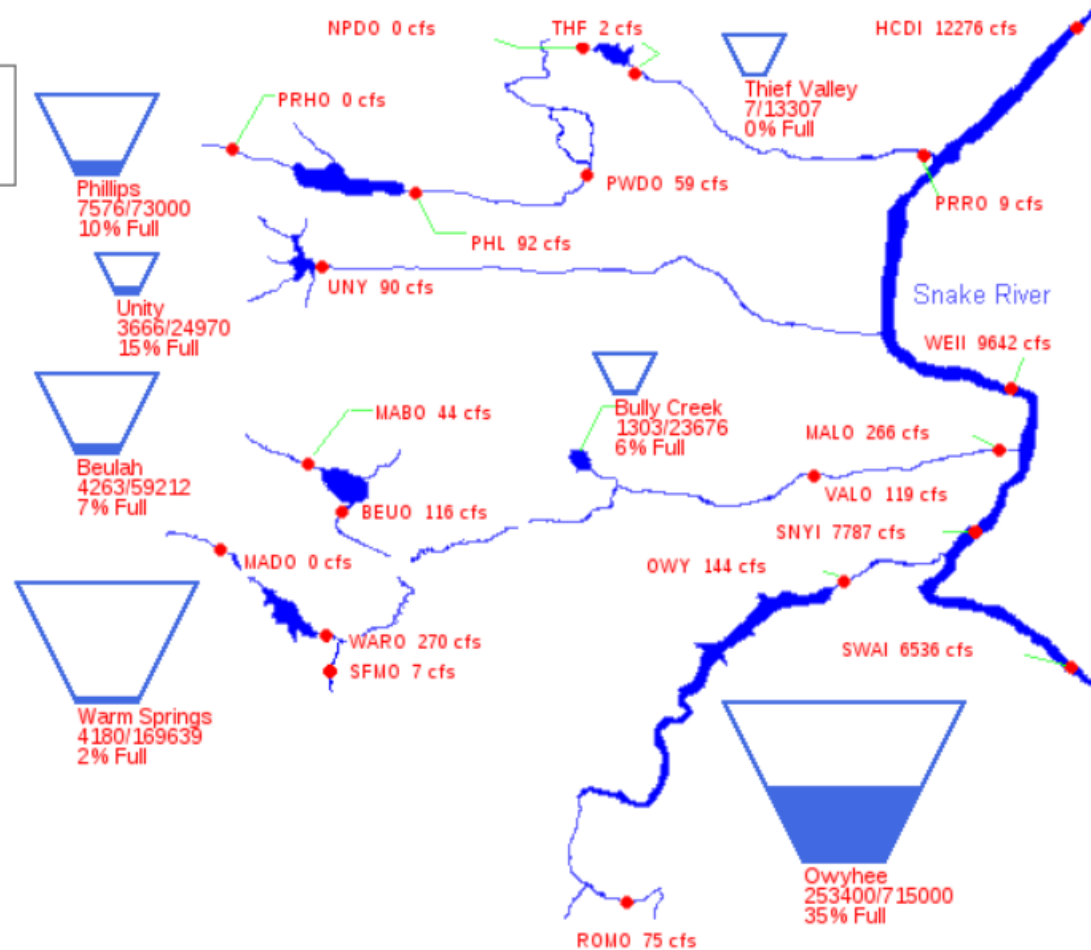 NPDO 0 cfs
THF 2 cfs
HCDI 12276 cfs
Thief Valley
7/13307
0% Full
PRHO 0 cfs
Phillips
7576/73000
10% Full
PWDO 59 cfs
PRRO 9 cfs
PHL 92 cfs
UNY 90 cfs
Snake River
Unity
3666/24970
15% Full
WEII 9642 cfs
Bully Creek
1303/23676
6% Full
MABO 44 cfs
MALO 266 cfs
Beulah
4263/59212
7% Full
VALO 119 cfs
BEUO 116 cfs
SNYI 7787 cfs
MADO 0 cfs
OWY 144 cfs
WARO 270 cfs
SWAI 6536 cfs
SFMO 7 cfs
Warm Springs
4180/169639
2% Full
Owyhee
253400/715000
35% Full
ROMO 75 cfs